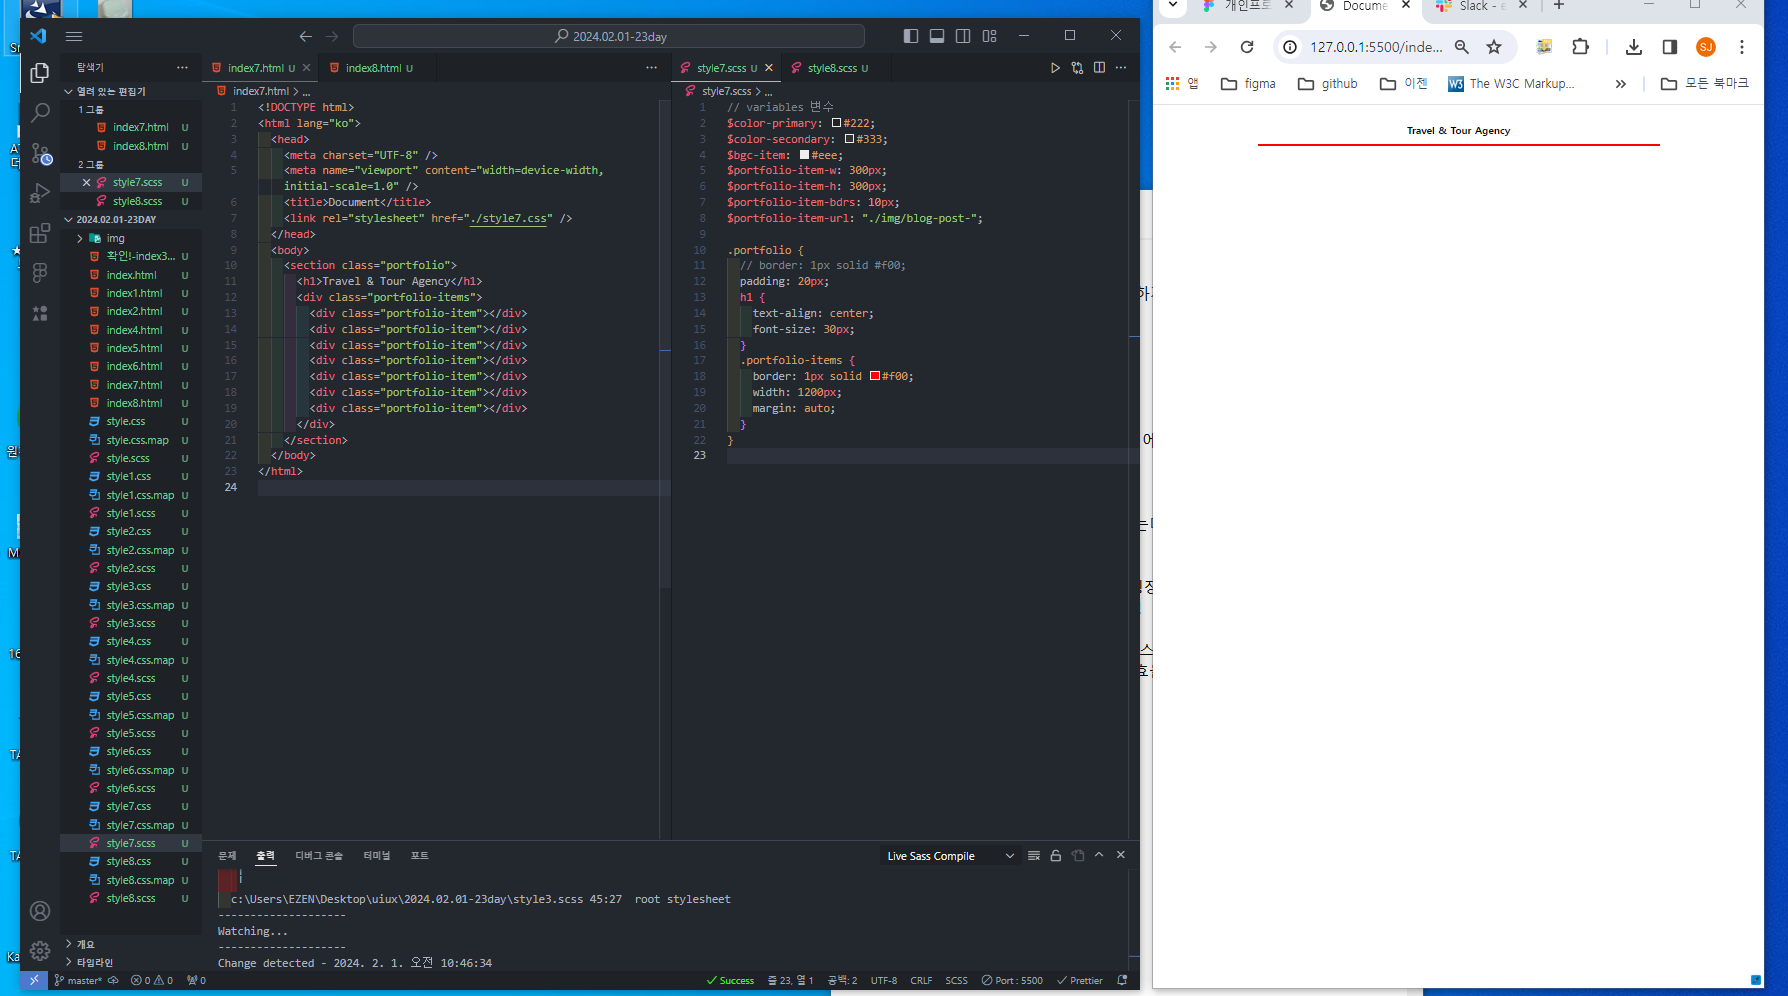 2024.02.01-23day
탐색기
열려 있는 편집기
1 그룹
index7.html U
index8.html U
2 그룹
style7.scss U
style8.scss U
2024.02.01-23DAY
img
확인!-index3... U
index.html U
index1.html U
index2.html U
index4.html U
index5.html U
index6.html U
index7.html U
index8.html U
style.css U
style.css.map U
style.scss U
style1.css U
style1.css.map U
style1.scss U
style2.css U
style2.css.map U
style2.scss U
style3.css U
style3.css.map U
style3.scss U
style4.css U
style4.css.map U
style4.scss U
style5.css U
style5.css.map U
style5.scss U
style6.css U
style6.css.map U
style6.scss U
style7.css U
style7.css.map U
style7.scss U
style8.css U
style8.css.map U
style8.scss U
개요
타임라인
index7.html U
index8.html U
index7.html > ...
1 <!DOCTYPE html>
2 <html lang="ko">
3 <head>
4 <meta charset="UTF-8" />
5 <meta name="viewport" content="width=device-width,
initial-scale=1.0" />
6 <title>Document</title>
7 <link rel="stylesheet" href="./style7.css" />
8 </head>
9 <body>
10 <section class="portfolio">
11 <h1>Travel & Tour Agency</h1>
12 <div class="portfolio-items">
13 <div class="portfolio-item"></div>
14 <div class="portfolio-item"></div>
15 <div class="portfolio-item"></div>
16 <div class="portfolio-item"></div>
17 <div class="portfolio-item"></div>
18 <div class="portfolio-item"></div>
19 <div class="portfolio-item"></div>
20 </div>
21 </section>
22 </body>
23 </html>
24
style7.scss U
style8.scss U
style7.scss > ...
1 // variables 변수
2 $color-primary: #222;
3 $color-secondary: #333;
4 $bgc-item: #eee;
5 $portfolio-item-w: 300px;
6 $portfolio-item-h: 300px;
7 $portfolio-item-bdrs: 10px;
8 $portfolio-item-url: "./img/blog-post-";
9
10 .portfolio {
11 // border: 1px solid #f00;
12 padding: 20px;
13 h1 {
14 text-align: center;
15 font-size: 30px;
16 }
17 .portfolio-items {
18 border: 1px solid #f00;
19 width: 1200px;
20 margin: auto;
21 }
22 }
23
문제 출력 디버그 콘솔 터미널 포트
Live Sass Compile
c:\Users\EZEN\Desktop\uiux\2024.02.01-23day\style3.scss 45:27 root stylesheet
--------------------
Watching...
--------------------
Change detected - 2024. 2. 1. 오전 10:46:34
master* 0 0 0 Success 줄 23, 열 1 공백: 2 UTF-8 CRLF SCSS Port : 5500 Prettier
개인프로 Docume Slack - e
127.0.0.1:5500/inde... SJ
앱 figma github 이젠 W3 The W3C Markup... 모든 북마크
Travel & Tour Agency